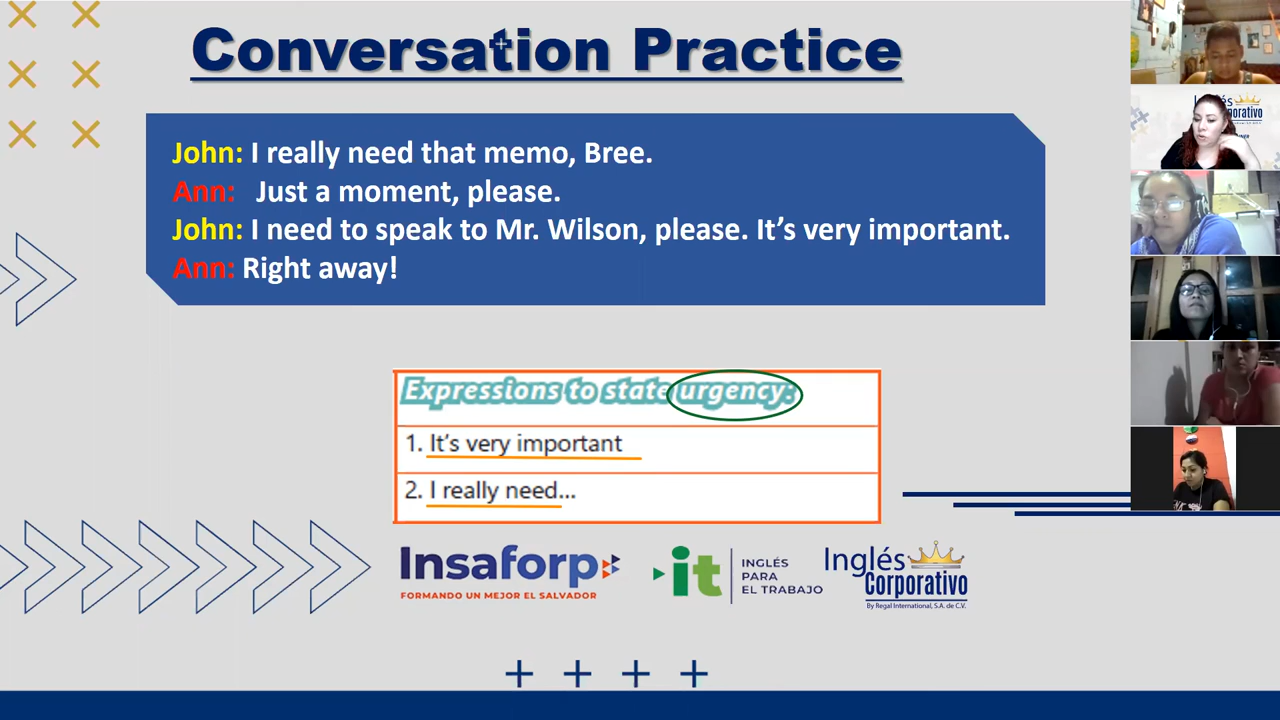 Conversation Practice
John: I really need that memo, Bree.
Ann: Just a moment, please.
John: I need to speak to Mr. Wilson, please. It's very important.
Ann: Right away!
Expressions to state urgency:
1. It's very important
2. I really need...
Insaforp
FORMANDO UN MEJOR EL SALVADOR
it
INGLÉS
PARA
EL TRABAJO
Inglés
Corporativo
By Regal International, S.A. de C.V.